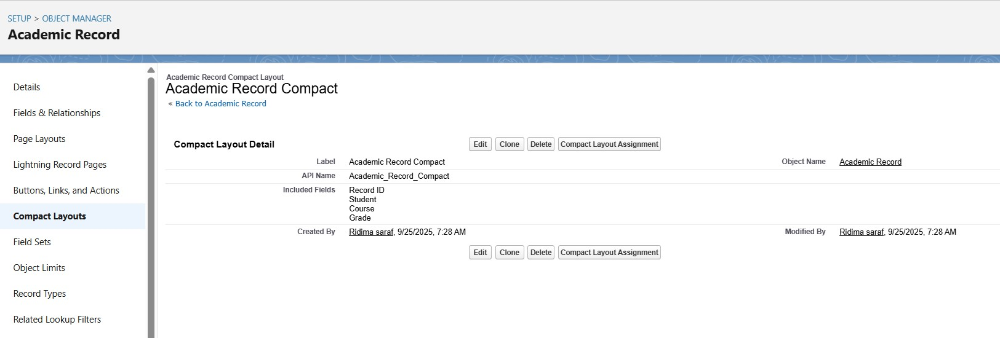 SETUP > OBJECT MANAGER
Academic Record
Details
Fields & Relationships
Page Layouts
Lightning Record Pages
Buttons, Links, and Actions
Compact Layouts
Field Sets
Object Limits
Record Types
Related Lookup Filters
Academic Record Compact Layout
Academic Record Compact
« Back to Academic Record
Compact Layout Detail Edit Clone Delete Compact Layout Assignment
Label Academic Record Compact Object Name Academic Record
API Name Academic_Record_Compact
Included Fields Record ID
Student
Course
Grade
Created By Ridima saraf, 9/25/2025, 7:28 AM Modified By Ridima saraf, 9/25/2025, 7:28 AM
Edit Clone Delete Compact Layout Assignment